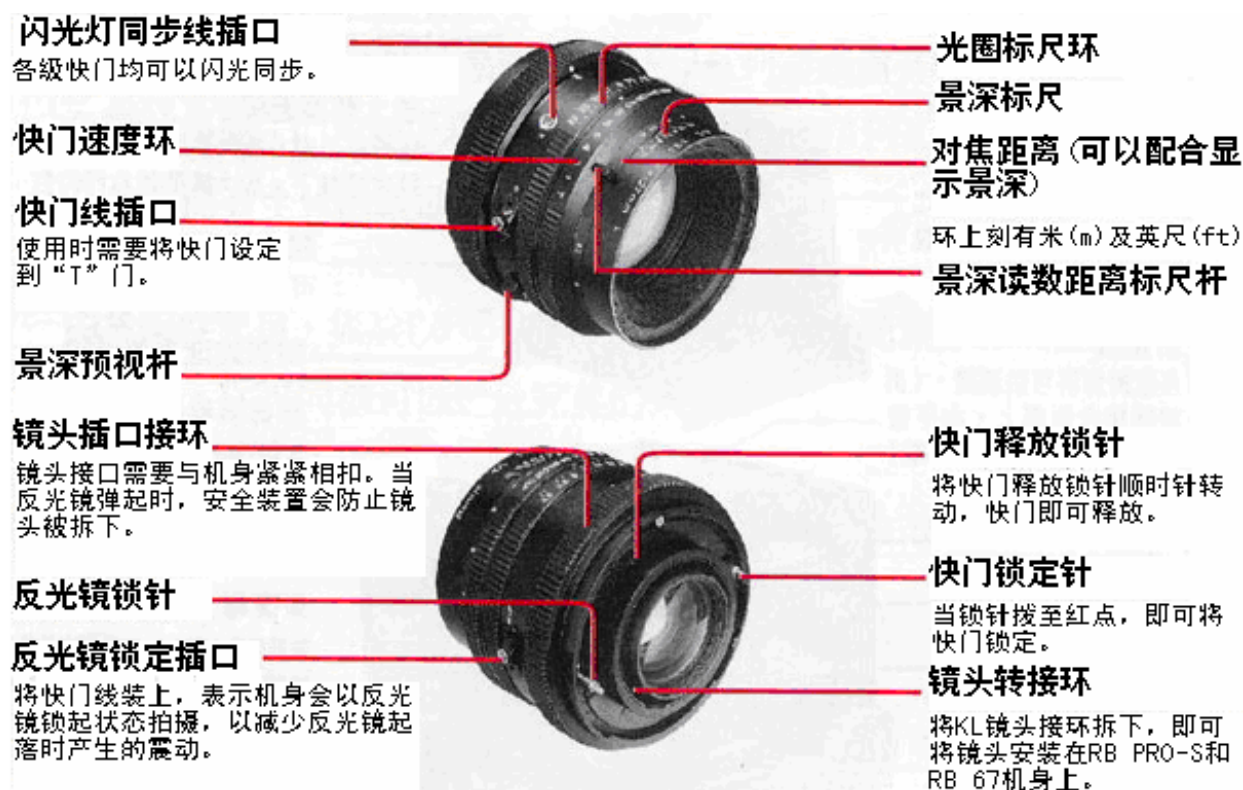 闪光灯同步线插口
各級快门均可以闪光同步。
快门速度环
快门线插口
使用时需要将快门设定
到“T”门。
景深预视杆
光圈标尺环
景深标尺
对焦距离(可以配合显
示景深)
环上刻有米(m)及英尺(ft)
景深读数距离标尺杆
镜头插口接环
镜头接口需要与机身紧紧相扣。当
反光镜弹起时，安全装置会防止镜
头被拆下。
反光镜锁针
反光镜锁定插口
将快门线装上，表示机身会以反光
镜锁起状态拍摄，以减少反光镜起
落时产生的震动。
快门释放锁针
将快门释放锁针顺时针转
动，快门即可释放。
快门锁定针
当锁针拨至红点，即可将
快门锁定。
镜头转接环
将KL镜头接环拆下，即可
将镜头安装在RB PRO-S和
RB 67机身上。